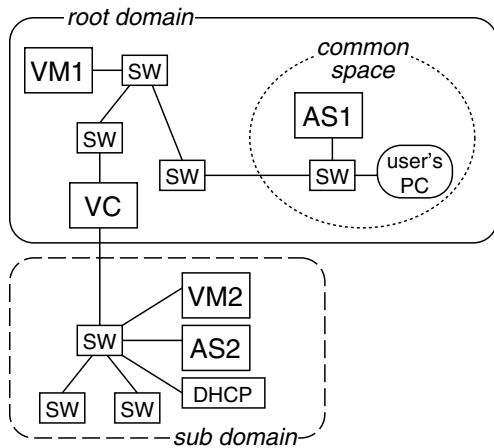 root domain
common
space
VM1
SW
AS1
SW
SW
SW
user's
PC
VC
VM2
SW
AS2
DHCP
SW
SW
sub domain